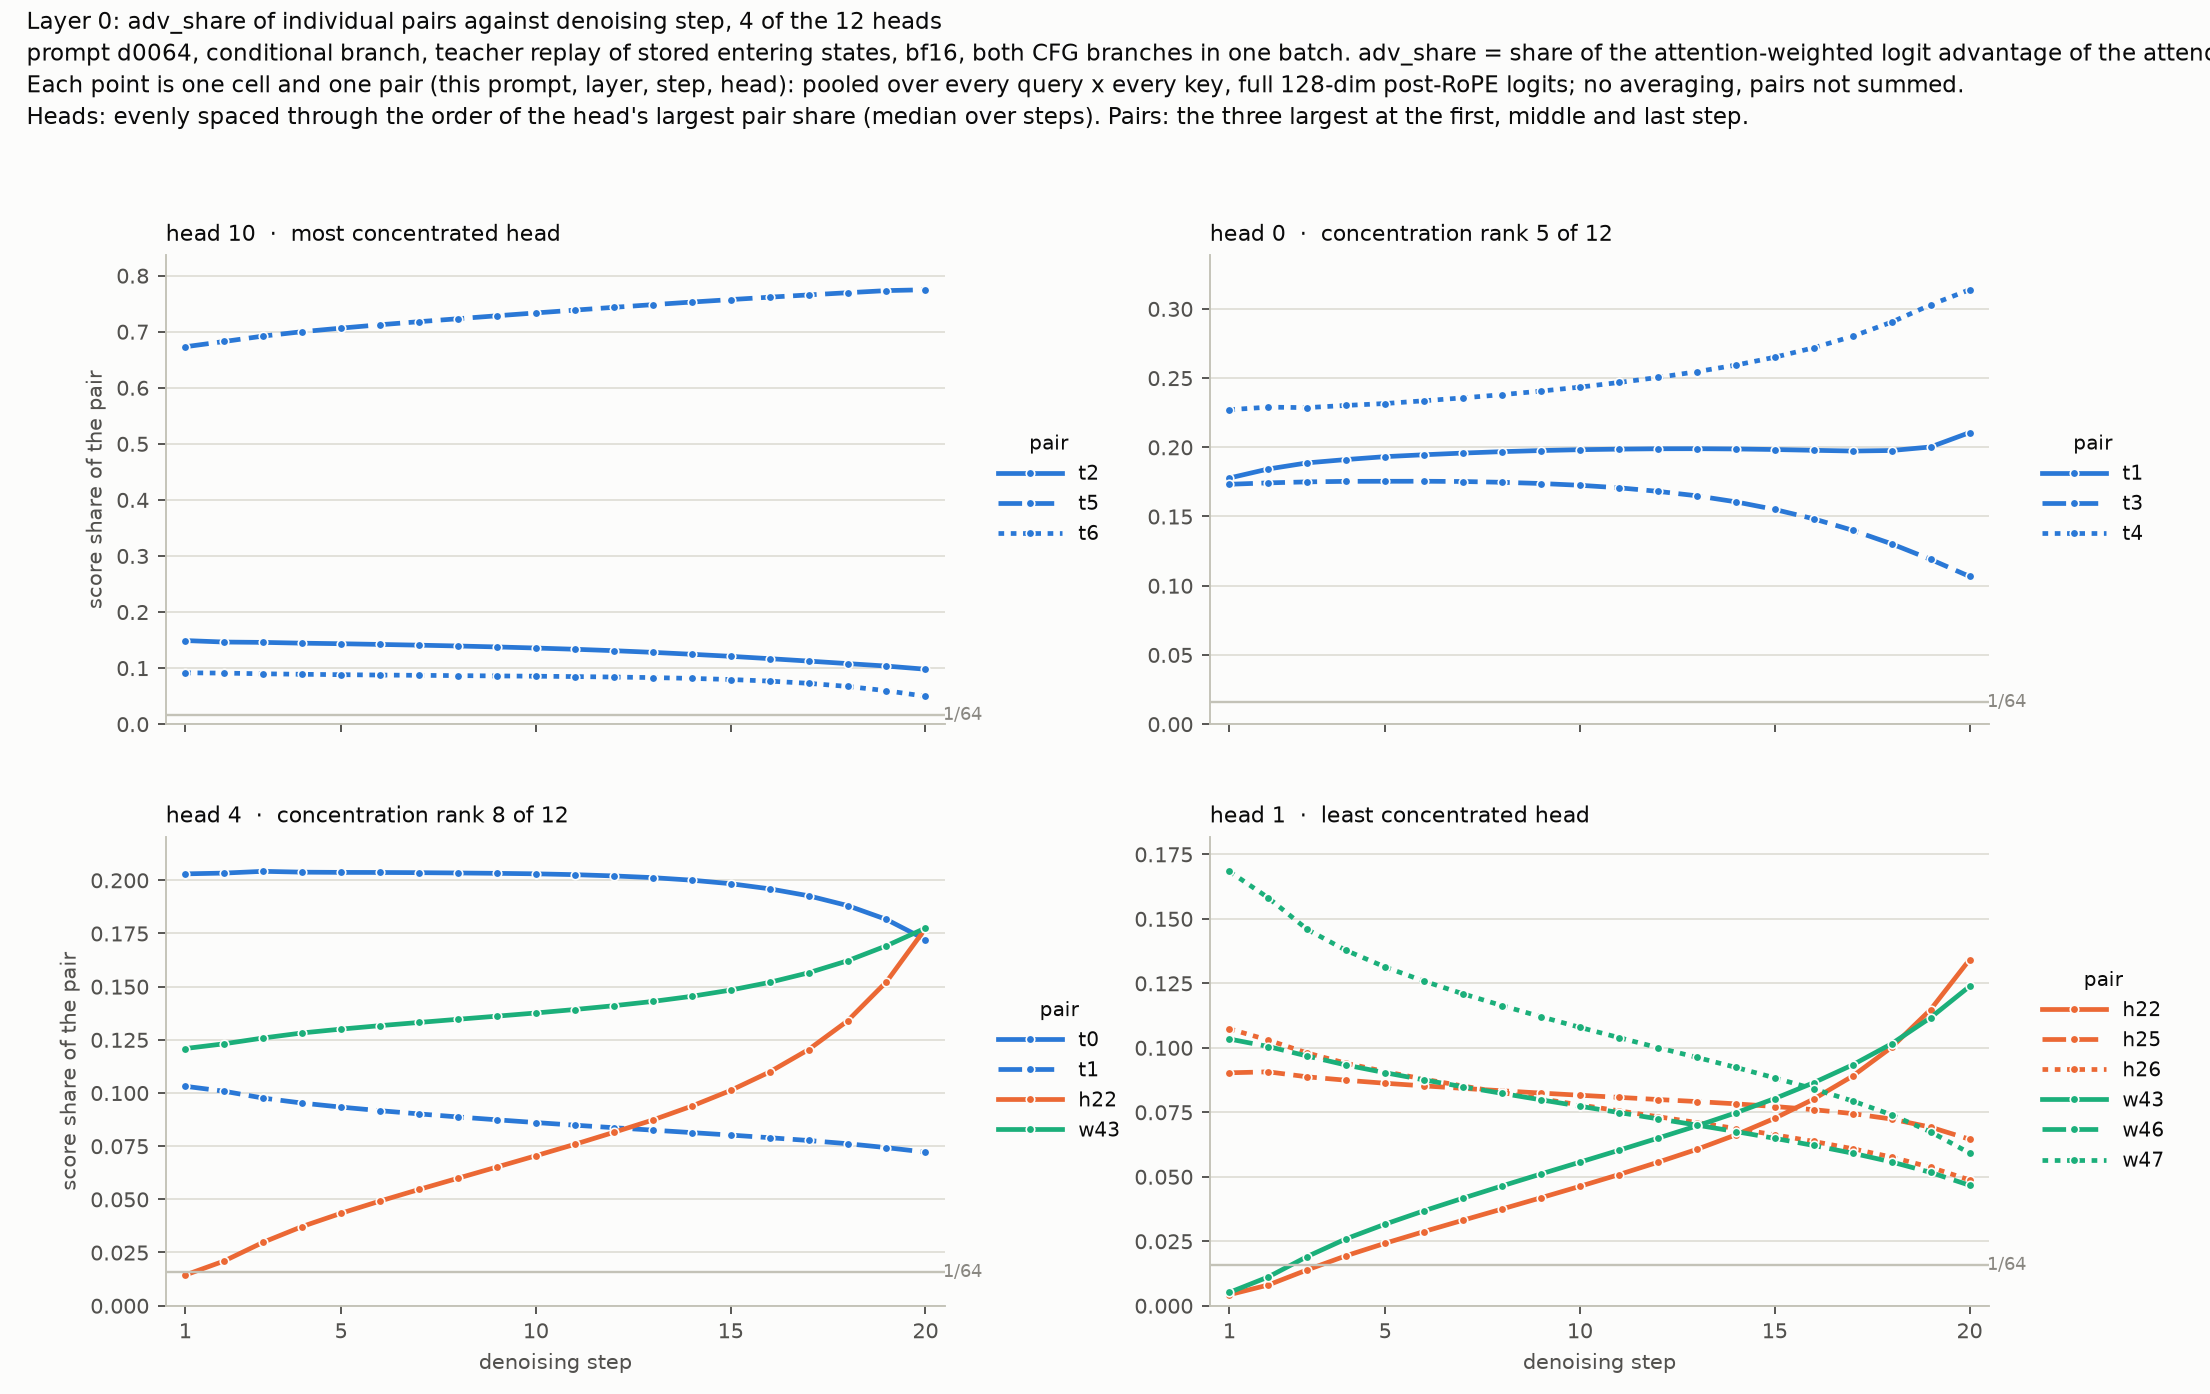 Layer 0: adv_share of individual pairs against denoising step, 4 of the 12 heads
prompt d0064, conditional branch, teacher replay of stored entering states, bf16, both CFG branches in one batch. adv_share = share of the attention-weighted logit advantage of the
Each point is one cell and one pair (this prompt, layer, step, head): pooled over every query x every key, full 128-dim post-RoPE logits; no averaging, pairs not summed.
Heads: evenly spaced through the order of the head's largest pair share (median over steps). Pairs: the three largest at the first, middle and last step.
head 10 · most concentrated head
score share of the pair
0.8
0.7
0.6
0.5
0.4
0.3
0.2
0.1
0.0
1/64
pair
t2
t5
t6
head 0 · concentration rank 5 of 12
0.30
0.25
0.20
0.15
0.10
0.05
0.00
1/64
pair
t1
t3
t4
head 4 · concentration rank 8 of 12
score share of the pair
0.200
0.175
0.150
0.125
0.100
0.075
0.050
0.025
0.000
1/64
1 5 10 15 20
denoising step
pair
t0
t1
h22
w43
head 1 · least concentrated head
0.175
0.150
0.125
0.100
0.075
0.050
0.025
0.000
1/64
1 5 10 15 20
denoising step
pair
h22
h25
h26
w43
w46
w47